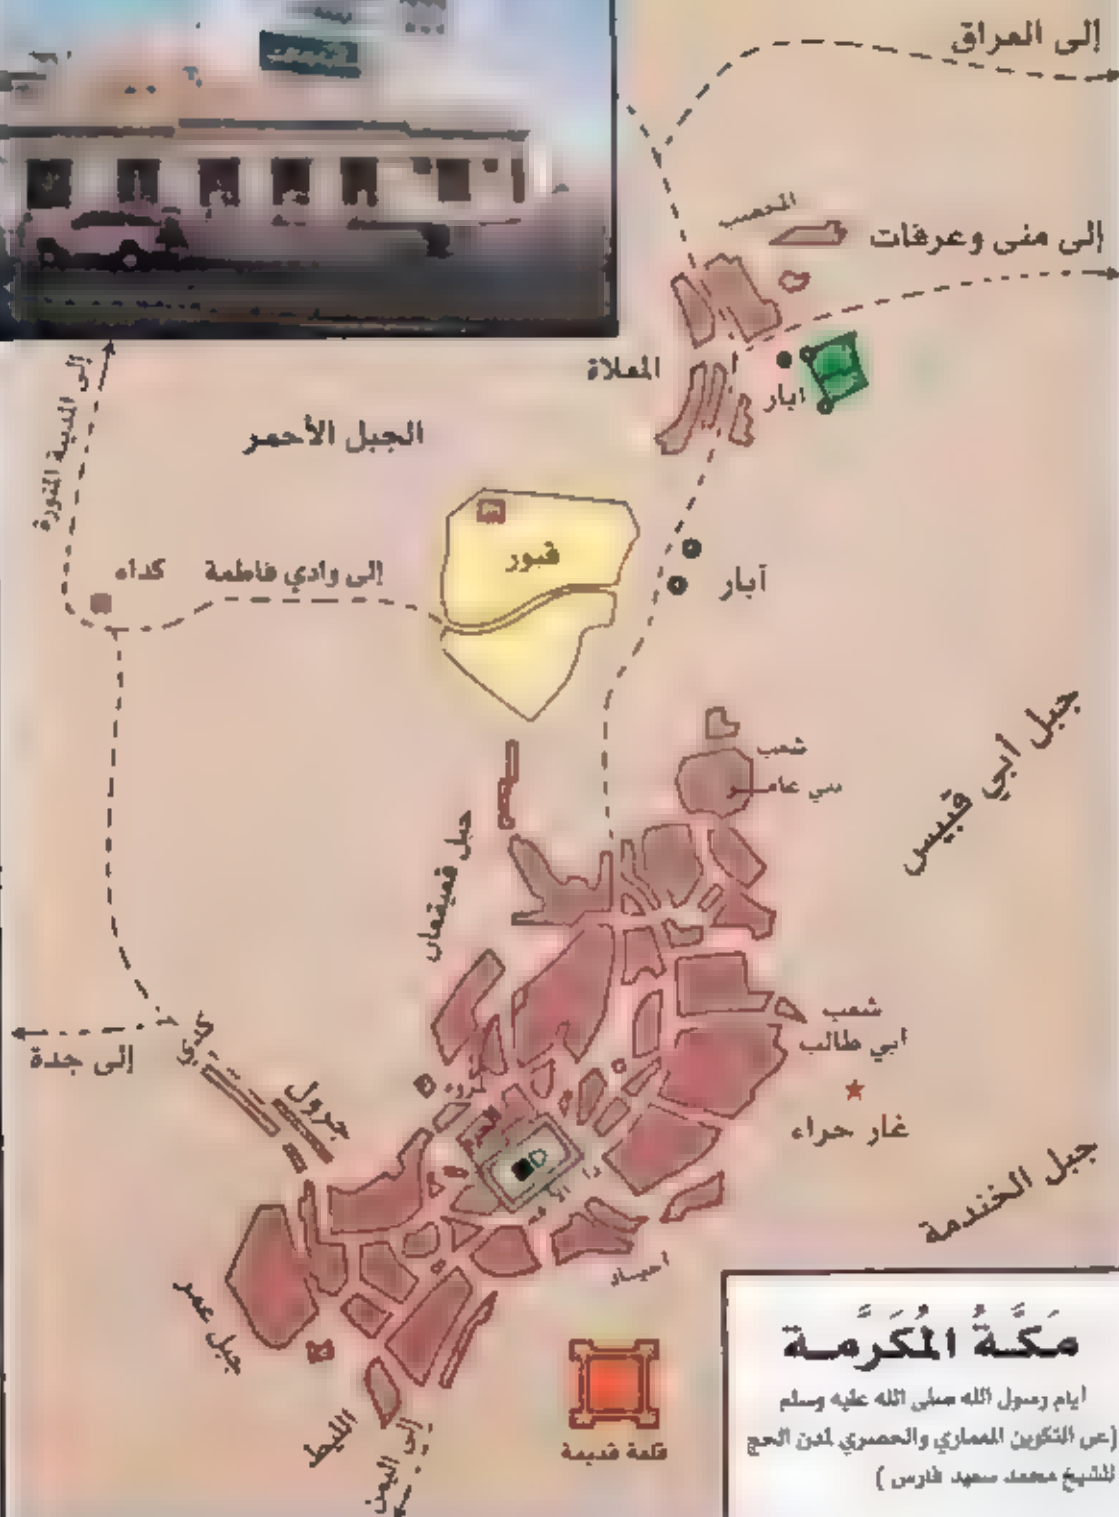 إلى العراق
المحصب
إلى منى وعرفات
المعلاة
آبار
إلى المدينة المنورة
الجبل الأحمر
قبور
كداء
إلى وادي فاطمة
آبار
جبل أبي قبيس
شعب
بني عامر
جبل قعيقعان
شعب
أبي طالب
غار حراء
إلى جدة
كدي
جرول
الحرم
جبل الخندمة
اجياد
جبل عمر
الليط
إلى اليمن
قلعة قديمة
مَكَّةُ المُكَرَّمَـة
أيام رسول الله صلى الله عليه وسلم
(عن التكوين المعماري والحضري لمدن الحج
للشيخ محمد سعيد فارس )